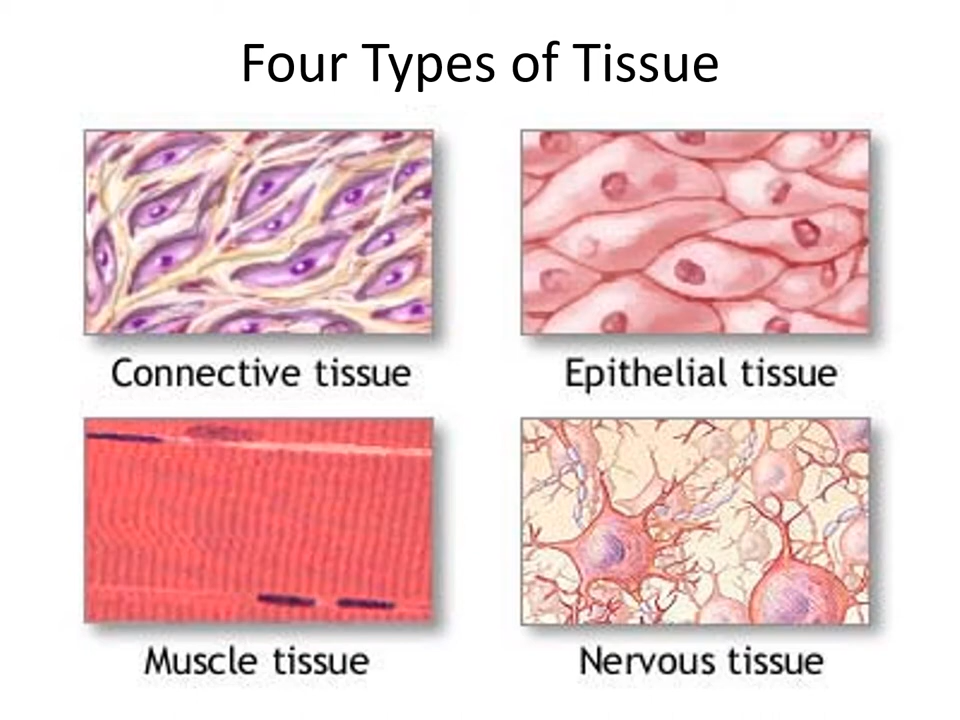 Four Types of Tissue
Connective tissue
Epithelial tissue
Muscle tissue
Nervous tissue